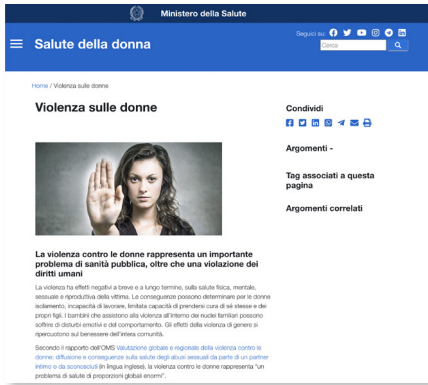 Ministero della Salute
Salute della donna
Seguici su:
Cerca
Home / Violenza sulle donne
Violenza sulle donne
La violenza contro le donne rappresenta un importante
problema di sanità pubblica, oltre che una violazione dei
diritti umani
La violenza ha effetti negativi a breve e a lungo termine, sulla salute fisica, mentale,
sessuale e riproduttiva della vittima. Le conseguenze possono determinare per le donne
isolamento, incapacità di lavorare, limitata capacità di prendersi cura di sé stesse e dei
propri figli. I bambini che assistono alla violenza all'interno dei nuclei familiari possono
soffrire di disturbi emotivi e del comportamento. Gli effetti della violenza di genere si
ripercuotono sul benessere dell'intera comunità.
Secondo il rapporto dell'OMS Valutazione globale e regionale della violenza contro le
donne: diffusione e conseguenze sulla salute degli abusi sessuali da parte di un partner
intimo o da sconosciuti (in lingua inglese), la violenza contro le donne rappresenta "un
problema di salute di proporzioni globali enormi".
Condividi
Argomenti -
Tag associati a questa
pagina
Argomenti correlati